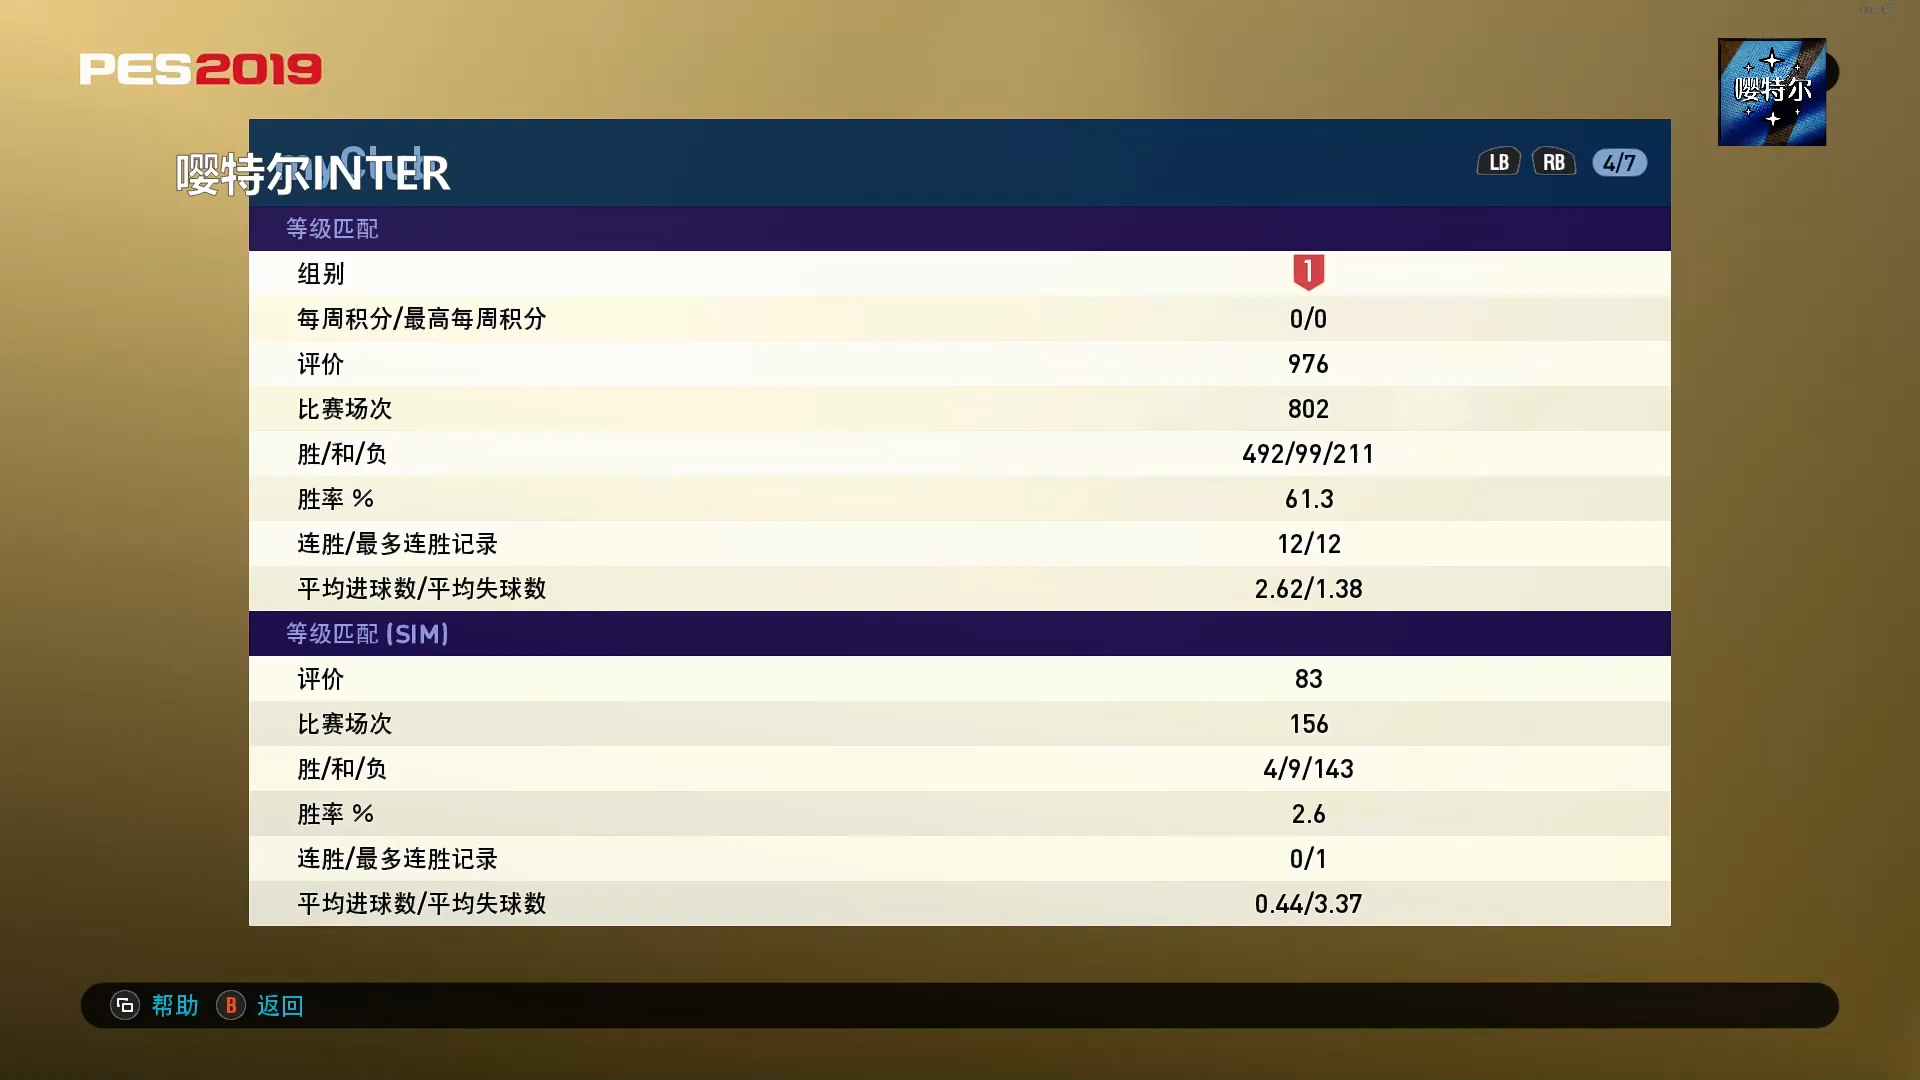 PES2019
嘤特尔
myClub
嘤特尔INTER
LB RB 4/7
等级匹配
组别 1
每周积分/最高每周积分 0/0
评价 976
比赛场次 802
胜/和/负 492/99/211
胜率 % 61.3
连胜/最多连胜记录 12/12
平均进球数/平均失球数 2.62/1.38
等级匹配 (SIM)
评价 83
比赛场次 156
胜/和/负 4/9/143
胜率 % 2.6
连胜/最多连胜记录 0/1
平均进球数/平均失球数 0.44/3.37
帮助 B 返回